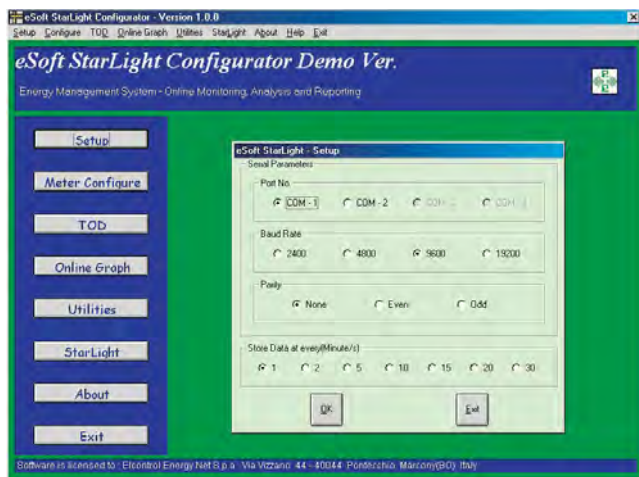 eSoft StarLight Configurator - Version 1.0.0
Setup Configure TOD Online Graph Utilities StarLight About Help Exit
eSoft StarLight Configurator Demo Ver.
Energy Management System - Online Monitoring, Analysis and Reporting
Setup
Meter Configure
TOD
Online Graph
Utilities
StarLight
About
Exit
eSoft StarLight - Setup
Serial Parameters
Port No.
COM - 1 COM - 2 COM - COM -
Baud Rate
2400 4800 9600 19200
Parity
None Even Odd
Store Data at every(Minute/s)
1 2 5 10 15 20 30
OK Exit
Software is licensed to : Elcontrol Energy Net S.p.a. Via Vizzano 44 - 40044 Pontecchio Marcony(BO) Italy